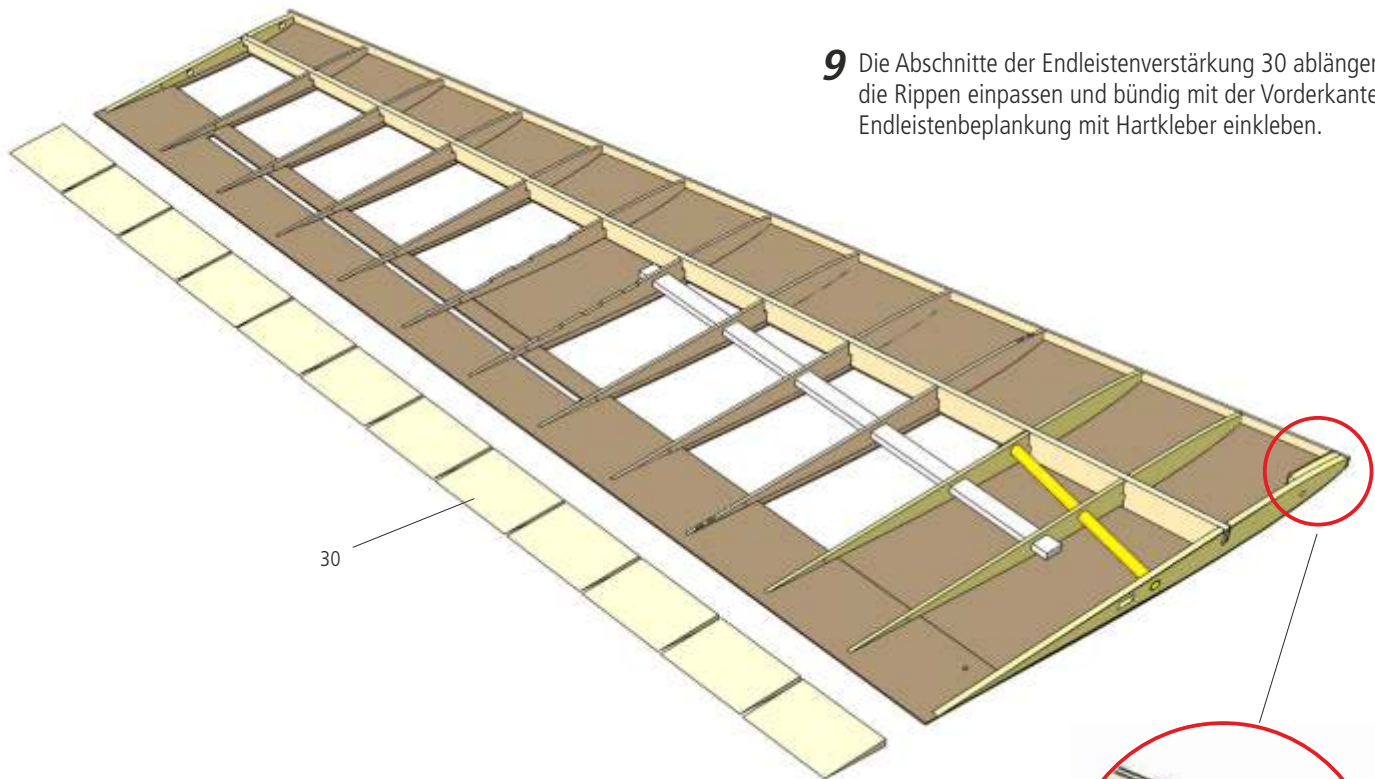 9 Die Abschnitte der Endleistenverstärkung 30 ablängen
die Rippen einpassen und bündig mit der Vorderkante
Endleistenbeplankung mit Hartkleber einkleben.
30